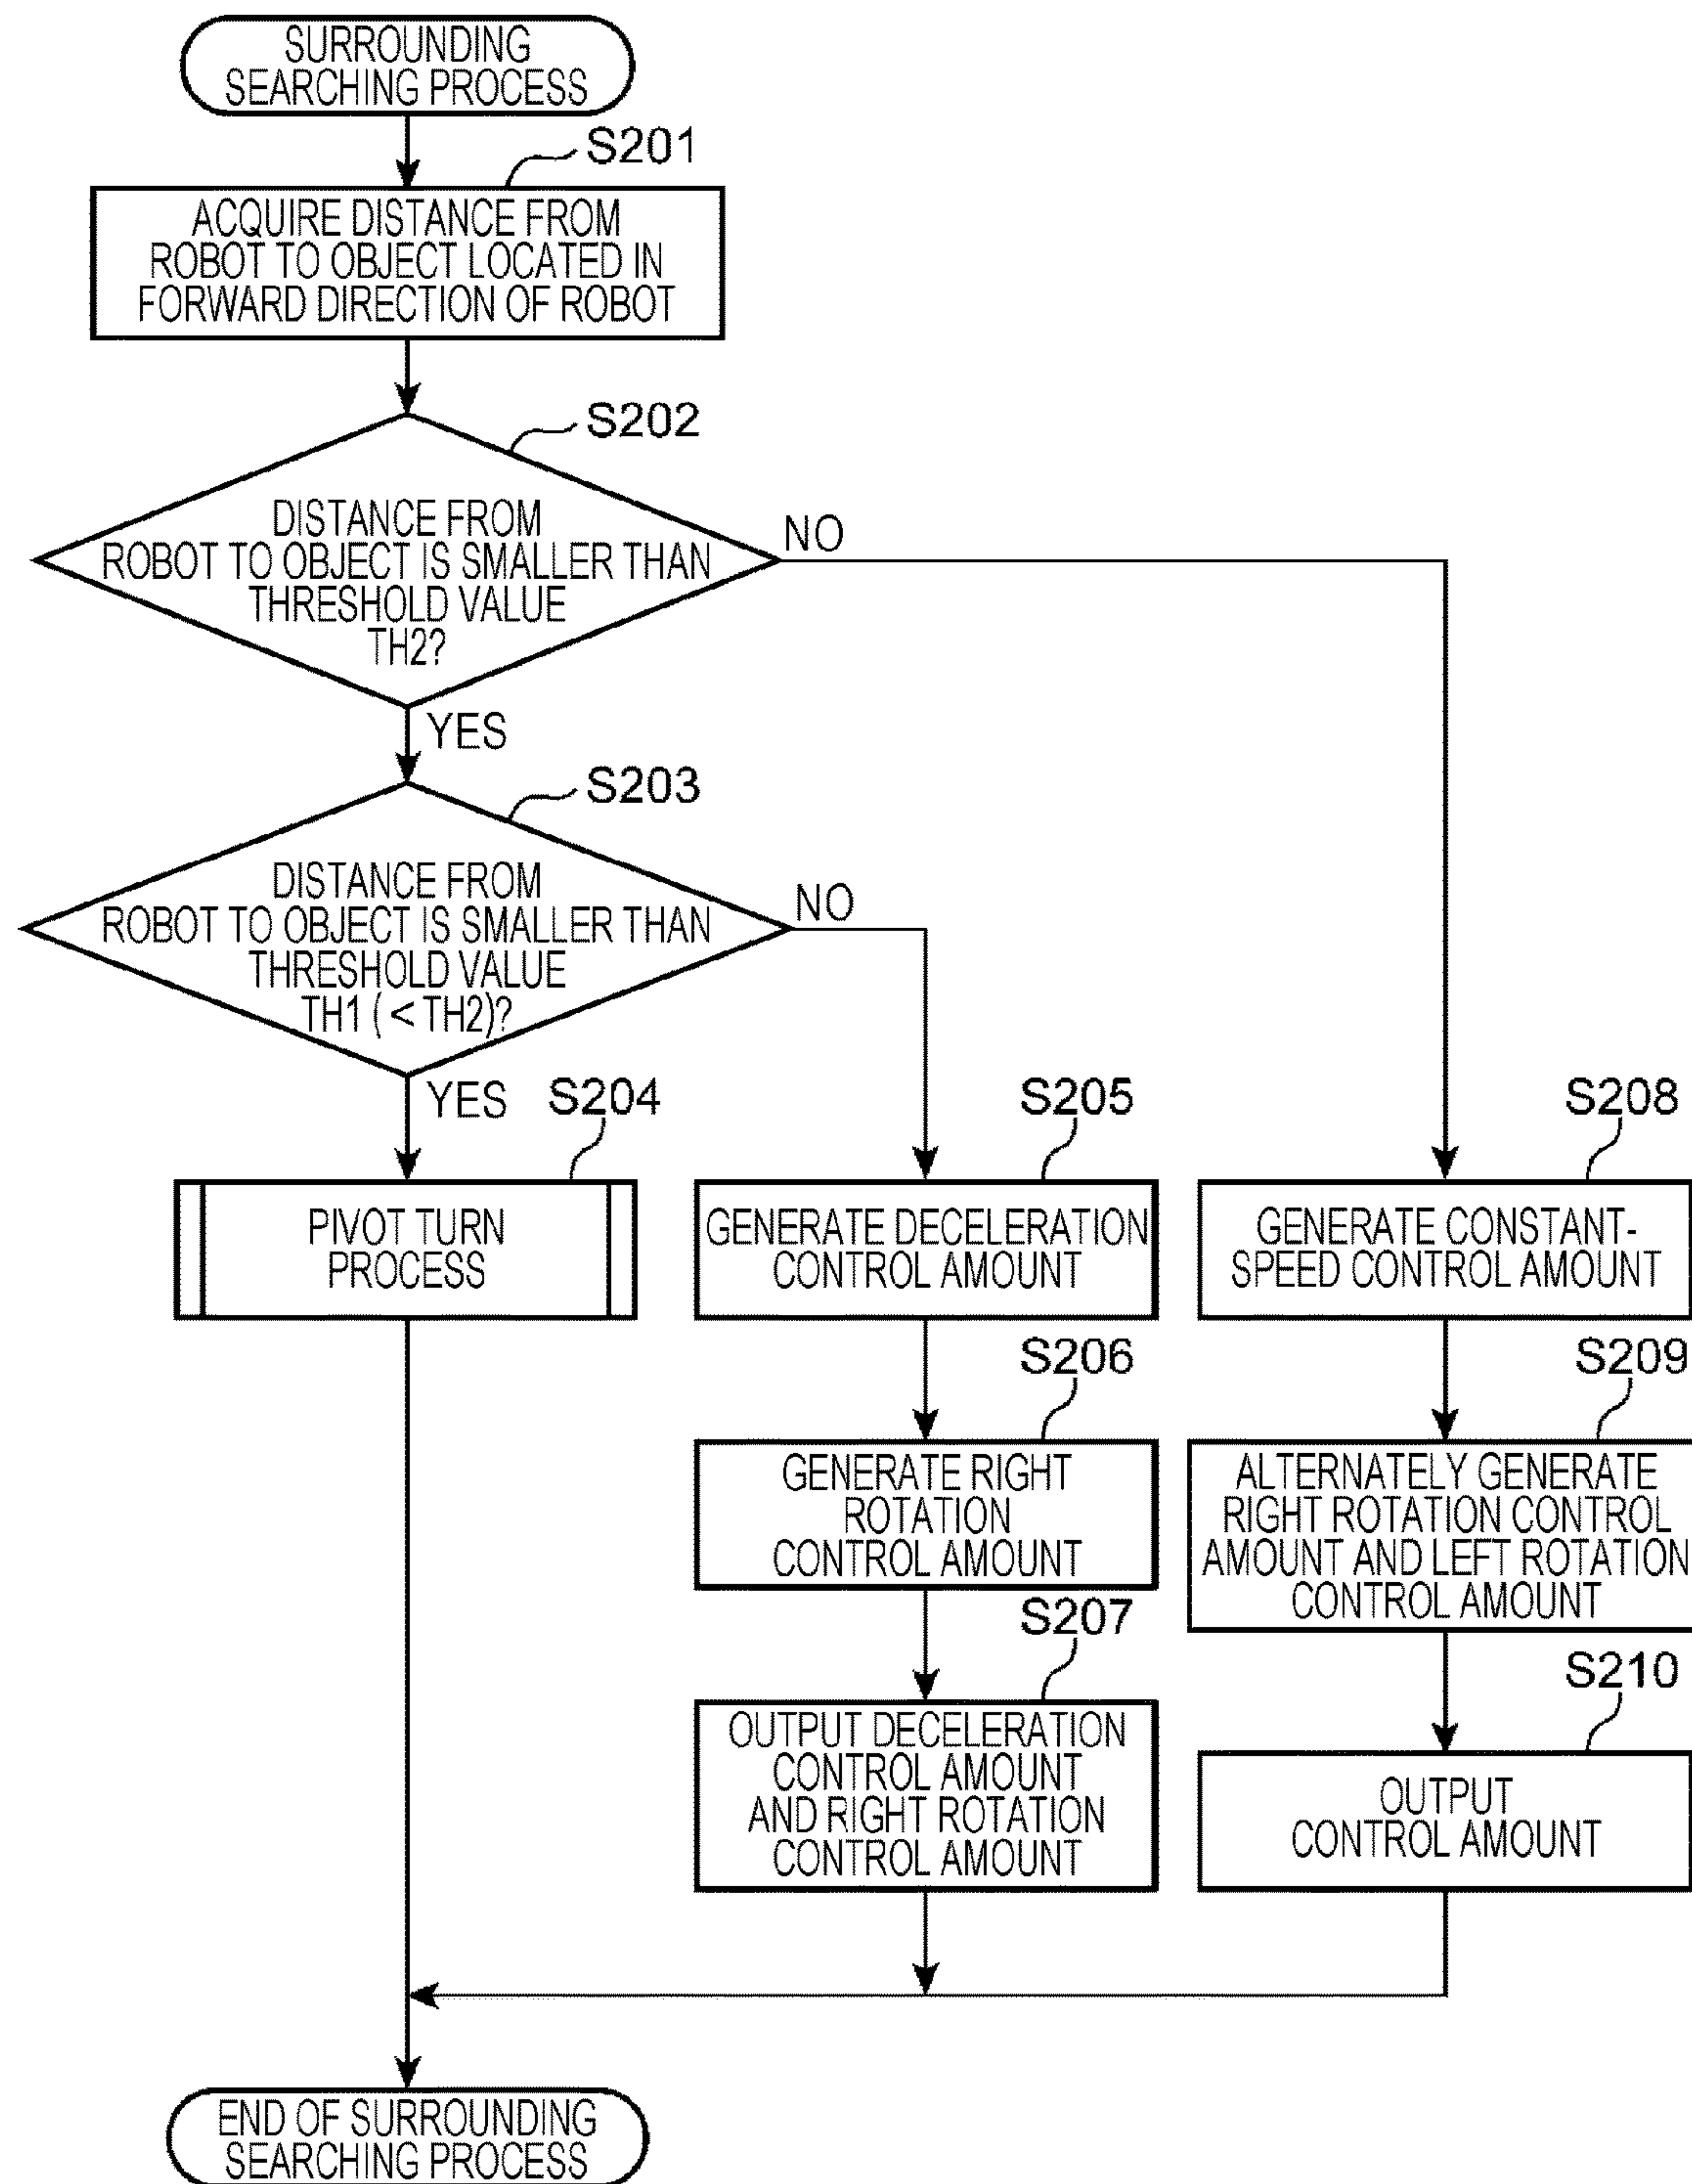 SURROUNDING
SEARCHING PROCESS
S201
ACQUIRE DISTANCE FROM
ROBOT TO OBJECT LOCATED IN
FORWARD DIRECTION OF ROBOT
S202
DISTANCE FROM
ROBOT TO OBJECT IS SMALLER THAN
THRESHOLD VALUE
TH2?
NO
YES
S203
DISTANCE FROM
ROBOT TO OBJECT IS SMALLER THAN
THRESHOLD VALUE
TH1 ( < TH2)?
NO
YES
S204
PIVOT TURN
PROCESS
S205
GENERATE DECELERATION
CONTROL AMOUNT
S206
GENERATE RIGHT
ROTATION
CONTROL AMOUNT
S207
OUTPUT DECELERATION
CONTROL AMOUNT
AND RIGHT ROTATION
CONTROL AMOUNT
S208
GENERATE CONSTANT-
SPEED CONTROL AMOUNT
S209
ALTERNATELY GENERATE
RIGHT ROTATION CONTROL
AMOUNT AND LEFT ROTATION
CONTROL AMOUNT
S210
OUTPUT
CONTROL AMOUNT
END OF SURROUNDING
SEARCHING PROCESS